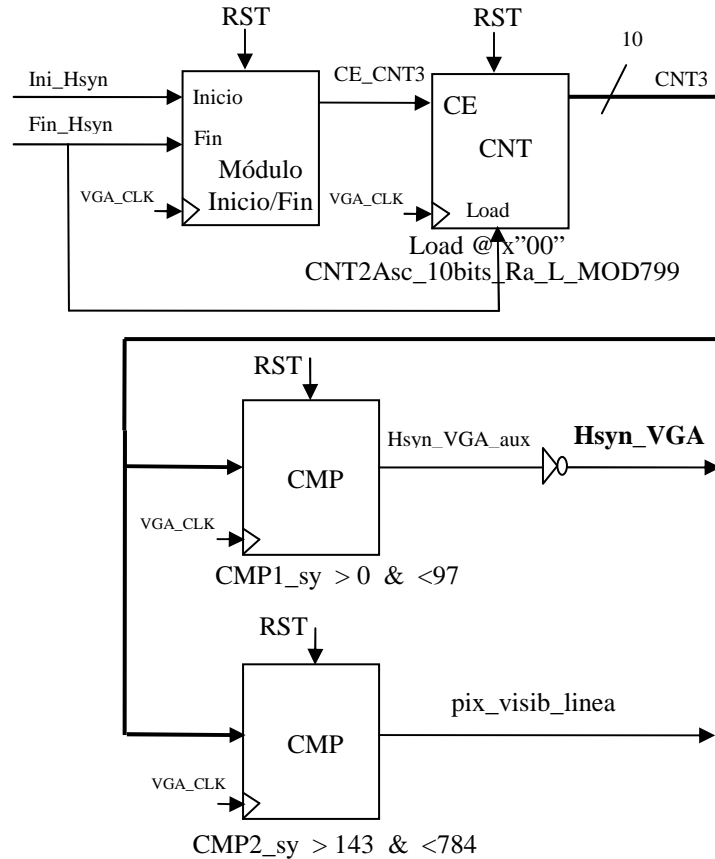 RST
RST
10
Ini_Hsyn
CE_CNT3
CNT3
Inicio
CE
Fin_Hsyn
Fin
CNT
Módulo
Inicio/Fin
VGA_CLK
VGA_CLK
Load
Load @ x”00”
CNT2Asc_10bits_Ra_L_MOD799
RST
Hsyn_VGA_aux
Hsyn_VGA
CMP
VGA_CLK
CMP1_sy > 0 & <97
RST
pix_visib_linea
CMP
VGA_CLK
CMP2_sy > 143 & <784